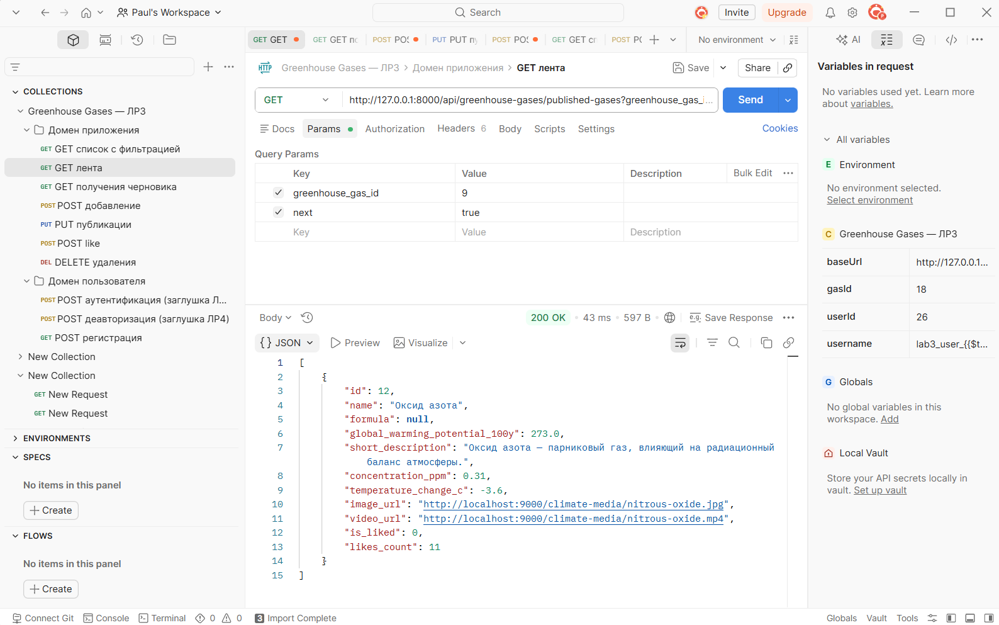 Paul's Workspace
Search
Invite
Upgrade
GET GET
GET GET
POST
PUT PUT
POST
GET GET
POST
No environment
AI
Greenhouse Gases — ЛР3 > Домен приложения > GET лента
Save
Share
GET
http://127.0.0.1:8000/api/greenhouse-gases/published-gases?greenhouse_gas_i...
Send
Docs
Params
Authorization
Headers 6
Body
Scripts
Settings
Cookies
Query Params
Key Value Description Bulk Edit
greenhouse_gas_id 9
next true
Key Value Description
COLLECTIONS
Greenhouse Gases — ЛР3
Домен приложения
GET GET список с фильтрацией
GET GET лента
GET GET получения черновика
POST POST добавление
PUT PUT публикации
POST POST like
DEL DELETE удаления
Домен пользователя
POST POST аутентификация (заглушка Л...
POST POST деавторизация (заглушка ЛР4)
GET POST регистрация
New Collection
New Collection
GET New Request
GET New Request
ENVIRONMENTS
SPECS
No items in this panel
Create
FLOWS
No items in this panel
Create
Body
200 OK • 43 ms • 597 B
e.g. Save Response
{} JSON
Preview
Visualize
1 [
2 {
3 "id": 12,
4 "name": "Оксид азота",
5 "formula": null,
6 "global_warming_potential_100y": 273.0,
7 "short_description": "Оксид азота — парниковый газ, влияющий на радиационный
баланс атмосферы.",
8 "concentration_ppm": 0.31,
9 "temperature_change_c": -3.6,
10 "image_url": "http://localhost:9000/climate-media/nitrous-oxide.jpg",
11 "video_url": "http://localhost:9000/climate-media/nitrous-oxide.mp4",
12 "is_liked": 0,
13 "likes_count": 11
14 }
15 ]
Variables in request
No variables used yet. Learn more
about variables.
All variables
E Environment
No environment selected.
Select environment
C Greenhouse Gases — ЛР3
baseUrl http://127.0.0.1...
gasId 18
userId 26
username lab3_user_{{$t...
G Globals
No global variables in this
workspace. Add
Local Vault
Store your API secrets locally in
vault. Set up vault
Connect Git
Console
Terminal
0
0
3 Import Complete
Globals
Vault
Tools